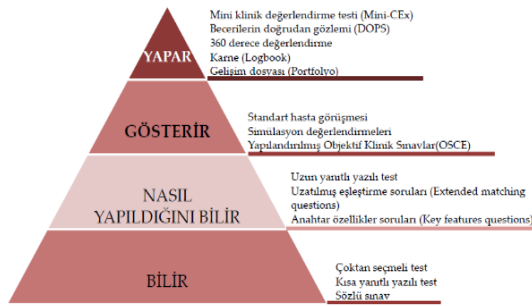 YAPAR
Mini klinik değerlendirme testi (Mini-CEx)
Becerilerin doğrudan gözlemi (DOPS)
360 derece değerlendirme
Karne (Logbook)
Gelişim dosyası (Portfolyo)
GÖSTERİR
Standart hasta görüşmesi
Simülasyon değerlendirmeleri
Yapılandırılmış Objektif Klinik Sınavlar(OSCE)
NASIL
YAPILDIĞINI BİLİR
Uzun yanıtlı yazılı test
Uzatılmış eşleştirme soruları (Extended matching
questions)
Anahtar özellikler soruları (Key features questions)
BİLİR
Çoktan seçmeli test
Kısa yanıtlı yazılı test
Sözlü sınav